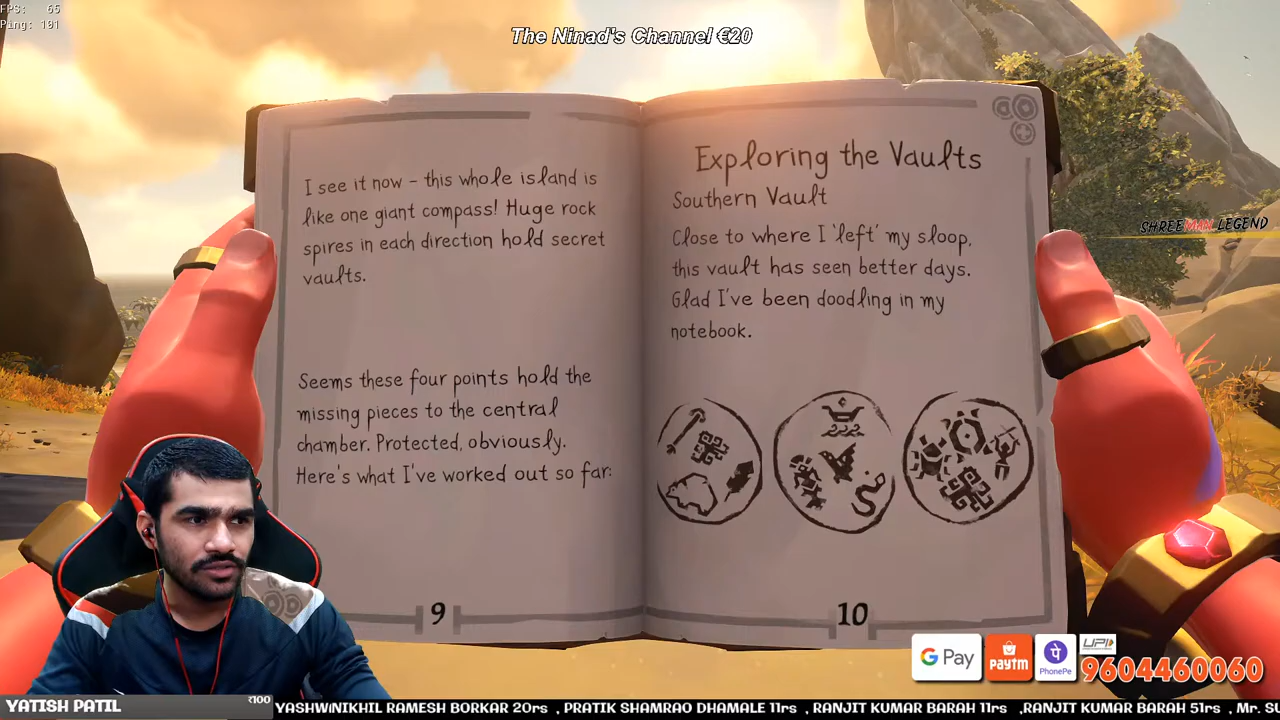 FPS: 65
Ping: 101
The Ninad's Channel €20
I see it now - this whole island is
like one giant compass! Huge rock
spires in each direction hold secret
vaults.
Seems these four points hold the
missing pieces to the central
chamber. Protected, obviously.
Here's what I've worked out so far:
9
Exploring the Vaults
Southern Vault
Close to where I 'left' my sloop,
this vault has seen better days.
Glad I've been doodling in my
notebook.
10
SHREEMAN LEGEND
G Pay
paytm
PhonePe
UPI
9604460060
YATISH PATIL ₹100
YASHWINIKHIL RAMESH BORKAR 20rs , PRATIK SHAMRAO DHAMALE 11rs , RANJIT KUMAR BARAH 11rs ,RANJIT KUMAR BARAH 51rs , Mr. SU